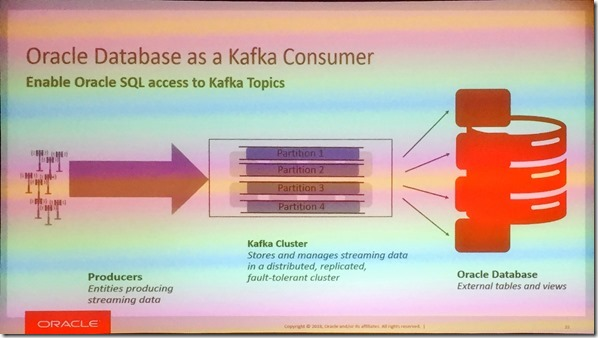 Oracle Database as a Kafka Consumer
Enable Oracle SQL access to Kafka Topics
Partition 1
Partition 2
Partition 3
Partition 4
Kafka Cluster
Stores and manages streaming data
in a distributed, replicated,
fault-tolerant cluster
Producers
Entities producing
streaming data
Oracle Database
External tables and views
ORACLE
Copyright © 2018, Oracle and/or its affiliates. All rights reserved. |